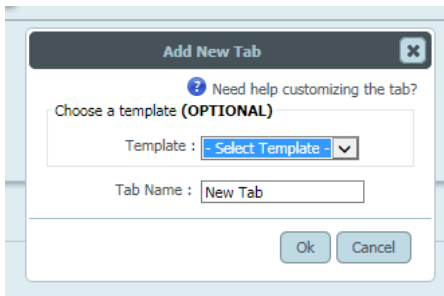 Add New Tab
Need help customizing the tab?
Choose a template (OPTIONAL)
Template : - Select Template -
Tab Name : New Tab
Ok Cancel